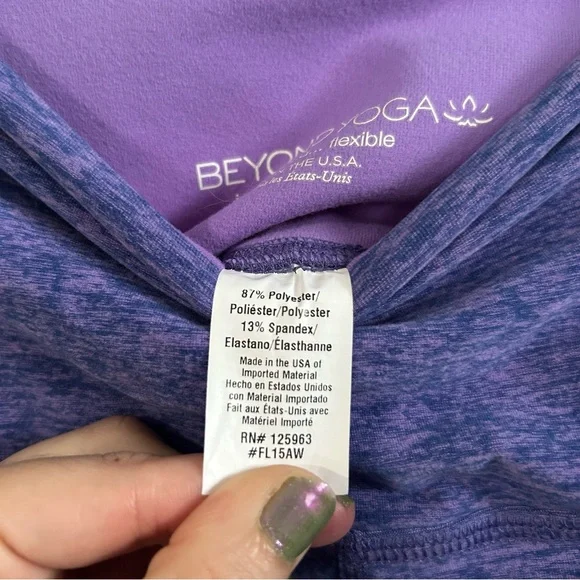 BEYOND YOGA
flexible
THE U.S.A.
États-Unis
87% Polyester/
Poliéster/Polyester
13% Spandex/
Elastano/Élasthanne
Made in the USA of
Imported Material
Hecho en Estados Unidos
con Material Importado
Fait aux États-Unis avec
Matériel Importé
RN# 125963
#FL15AW